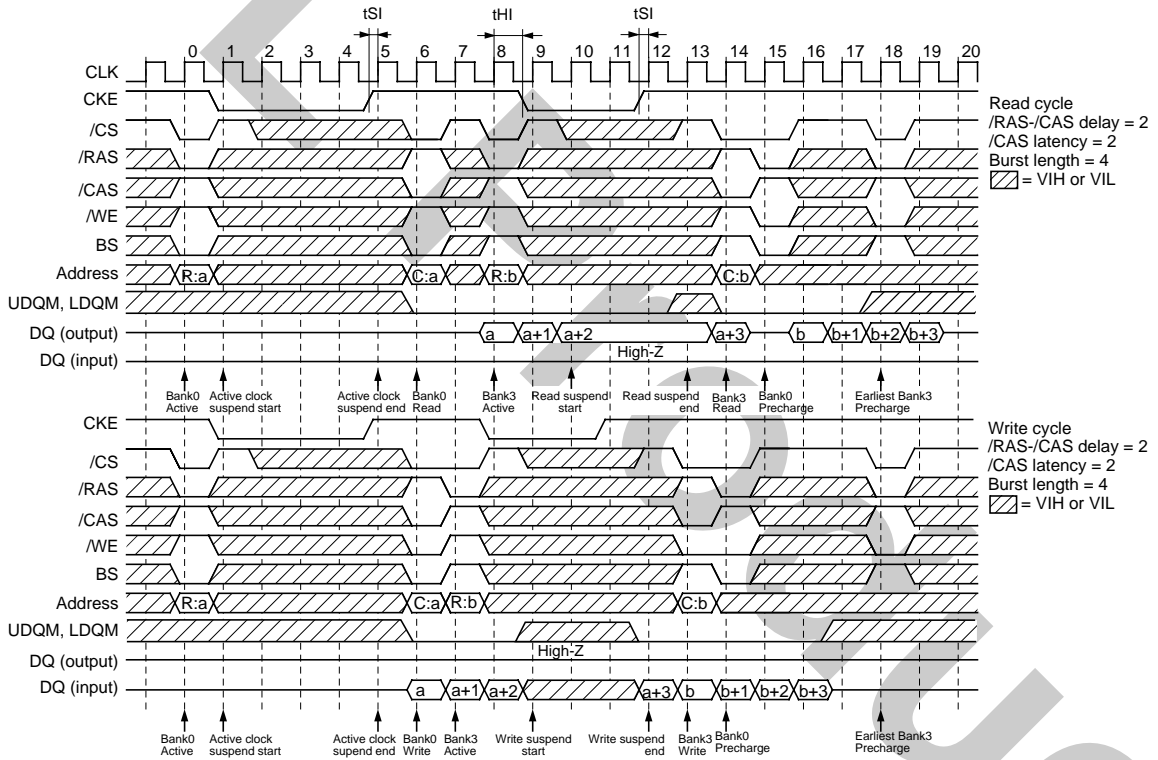 tSI tHI tSI
0 1 2 3 4 5 6 7 8 9 10 11 12 13 14 15 16 17 18 19 20
CLK
CKE
/CS
/RAS
/CAS
/WE
BS
Address R:a C:a R:b C:b
UDQM, LDQM
DQ (output) a a+1 a+2 a+3 b b+1 b+2 b+3
High-Z
DQ (input)
Read cycle
/RAS-/CAS delay = 2
/CAS latency = 2
Burst length = 4
= VIH or VIL
Bank0 Active clock Active clock Bank0 Bank3 Read suspend Read suspend Bank3 Bank0 Earliest Bank3
Active suspend start suspend end Read Active start end Read Precharge Precharge
CKE
/CS
/RAS
/CAS
/WE
BS
Address R:a C:a R:b C:b
UDQM, LDQM
High-Z
DQ (output)
DQ (input) a a+1 a+2 a+3 b b+1 b+2 b+3
Write cycle
/RAS-/CAS delay = 2
/CAS latency = 2
Burst length = 4
= VIH or VIL
Bank0 Active clock Active clock Bank0 Bank3 Write suspend Write suspend Bank3 Bank0 Earliest Bank3
Active suspend start supend end Write Active start end Write Precharge Precharge